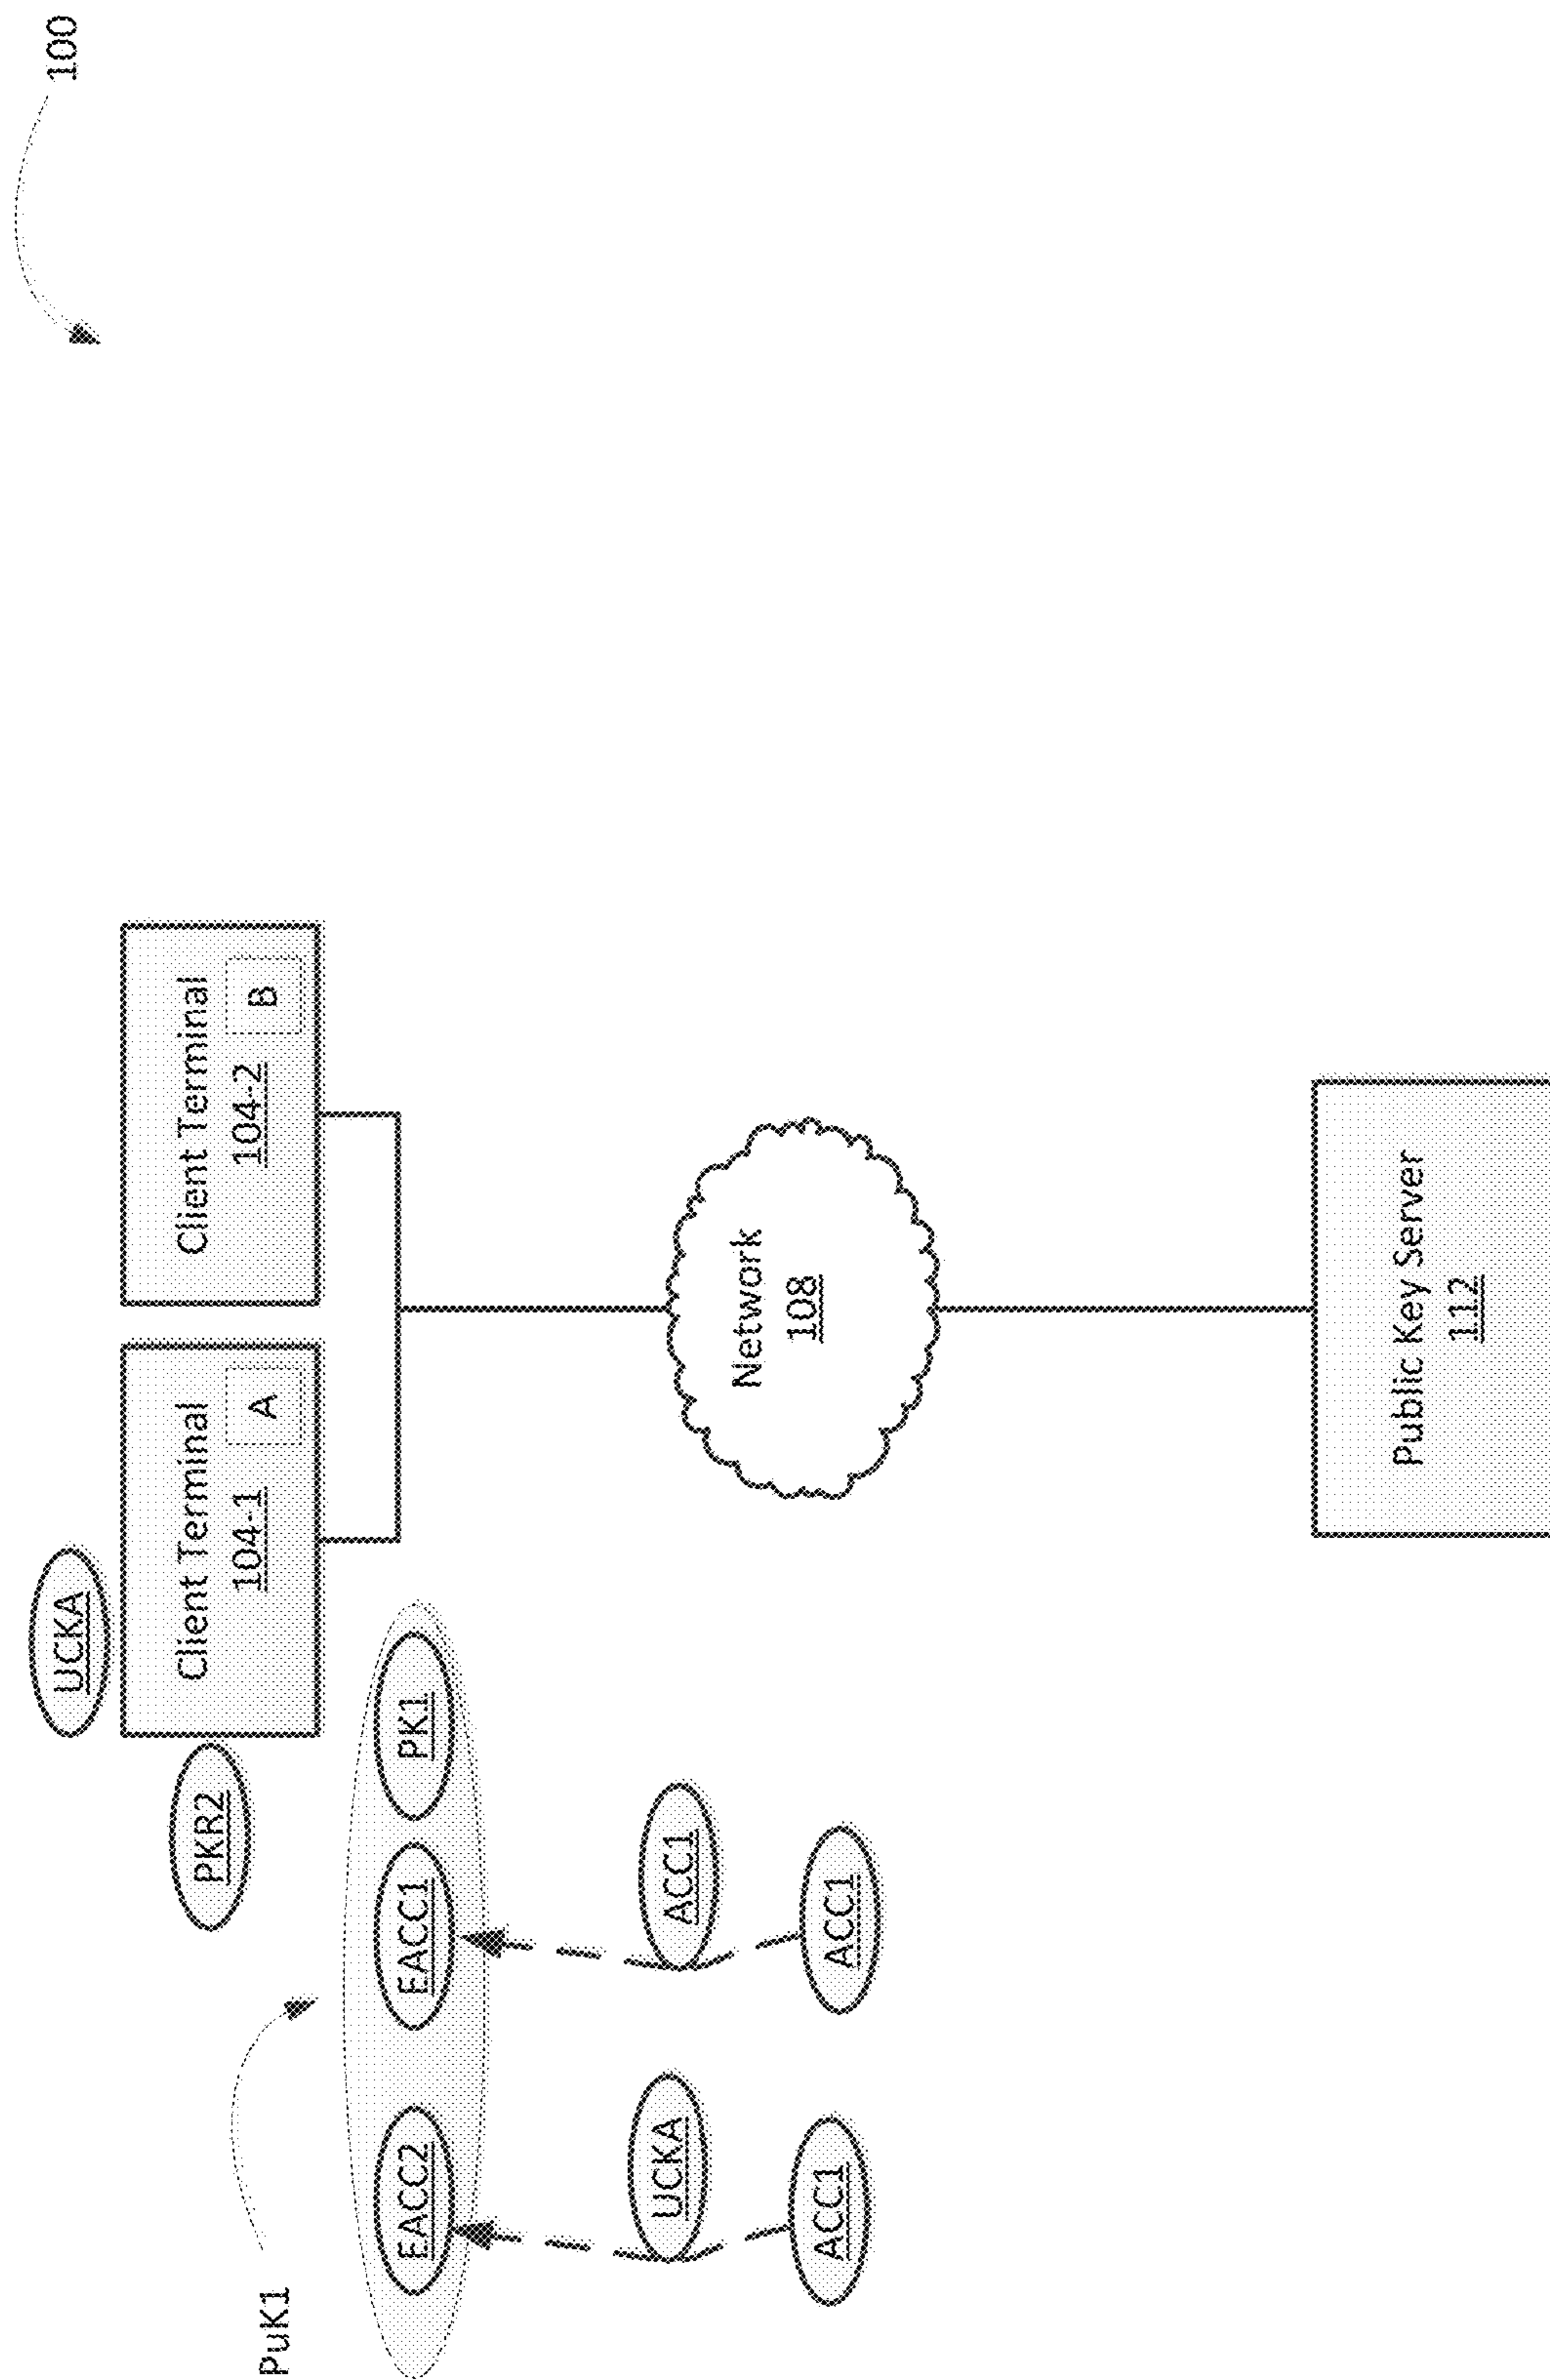 100
UCKA
Client Terminal
104-1
A
Client Terminal
104-2
B
PKR2
PuK1
EACC2
EACC1
PK1
UCKA
ACC1
ACC1
ACC1
Network
108
Public Key Server
112